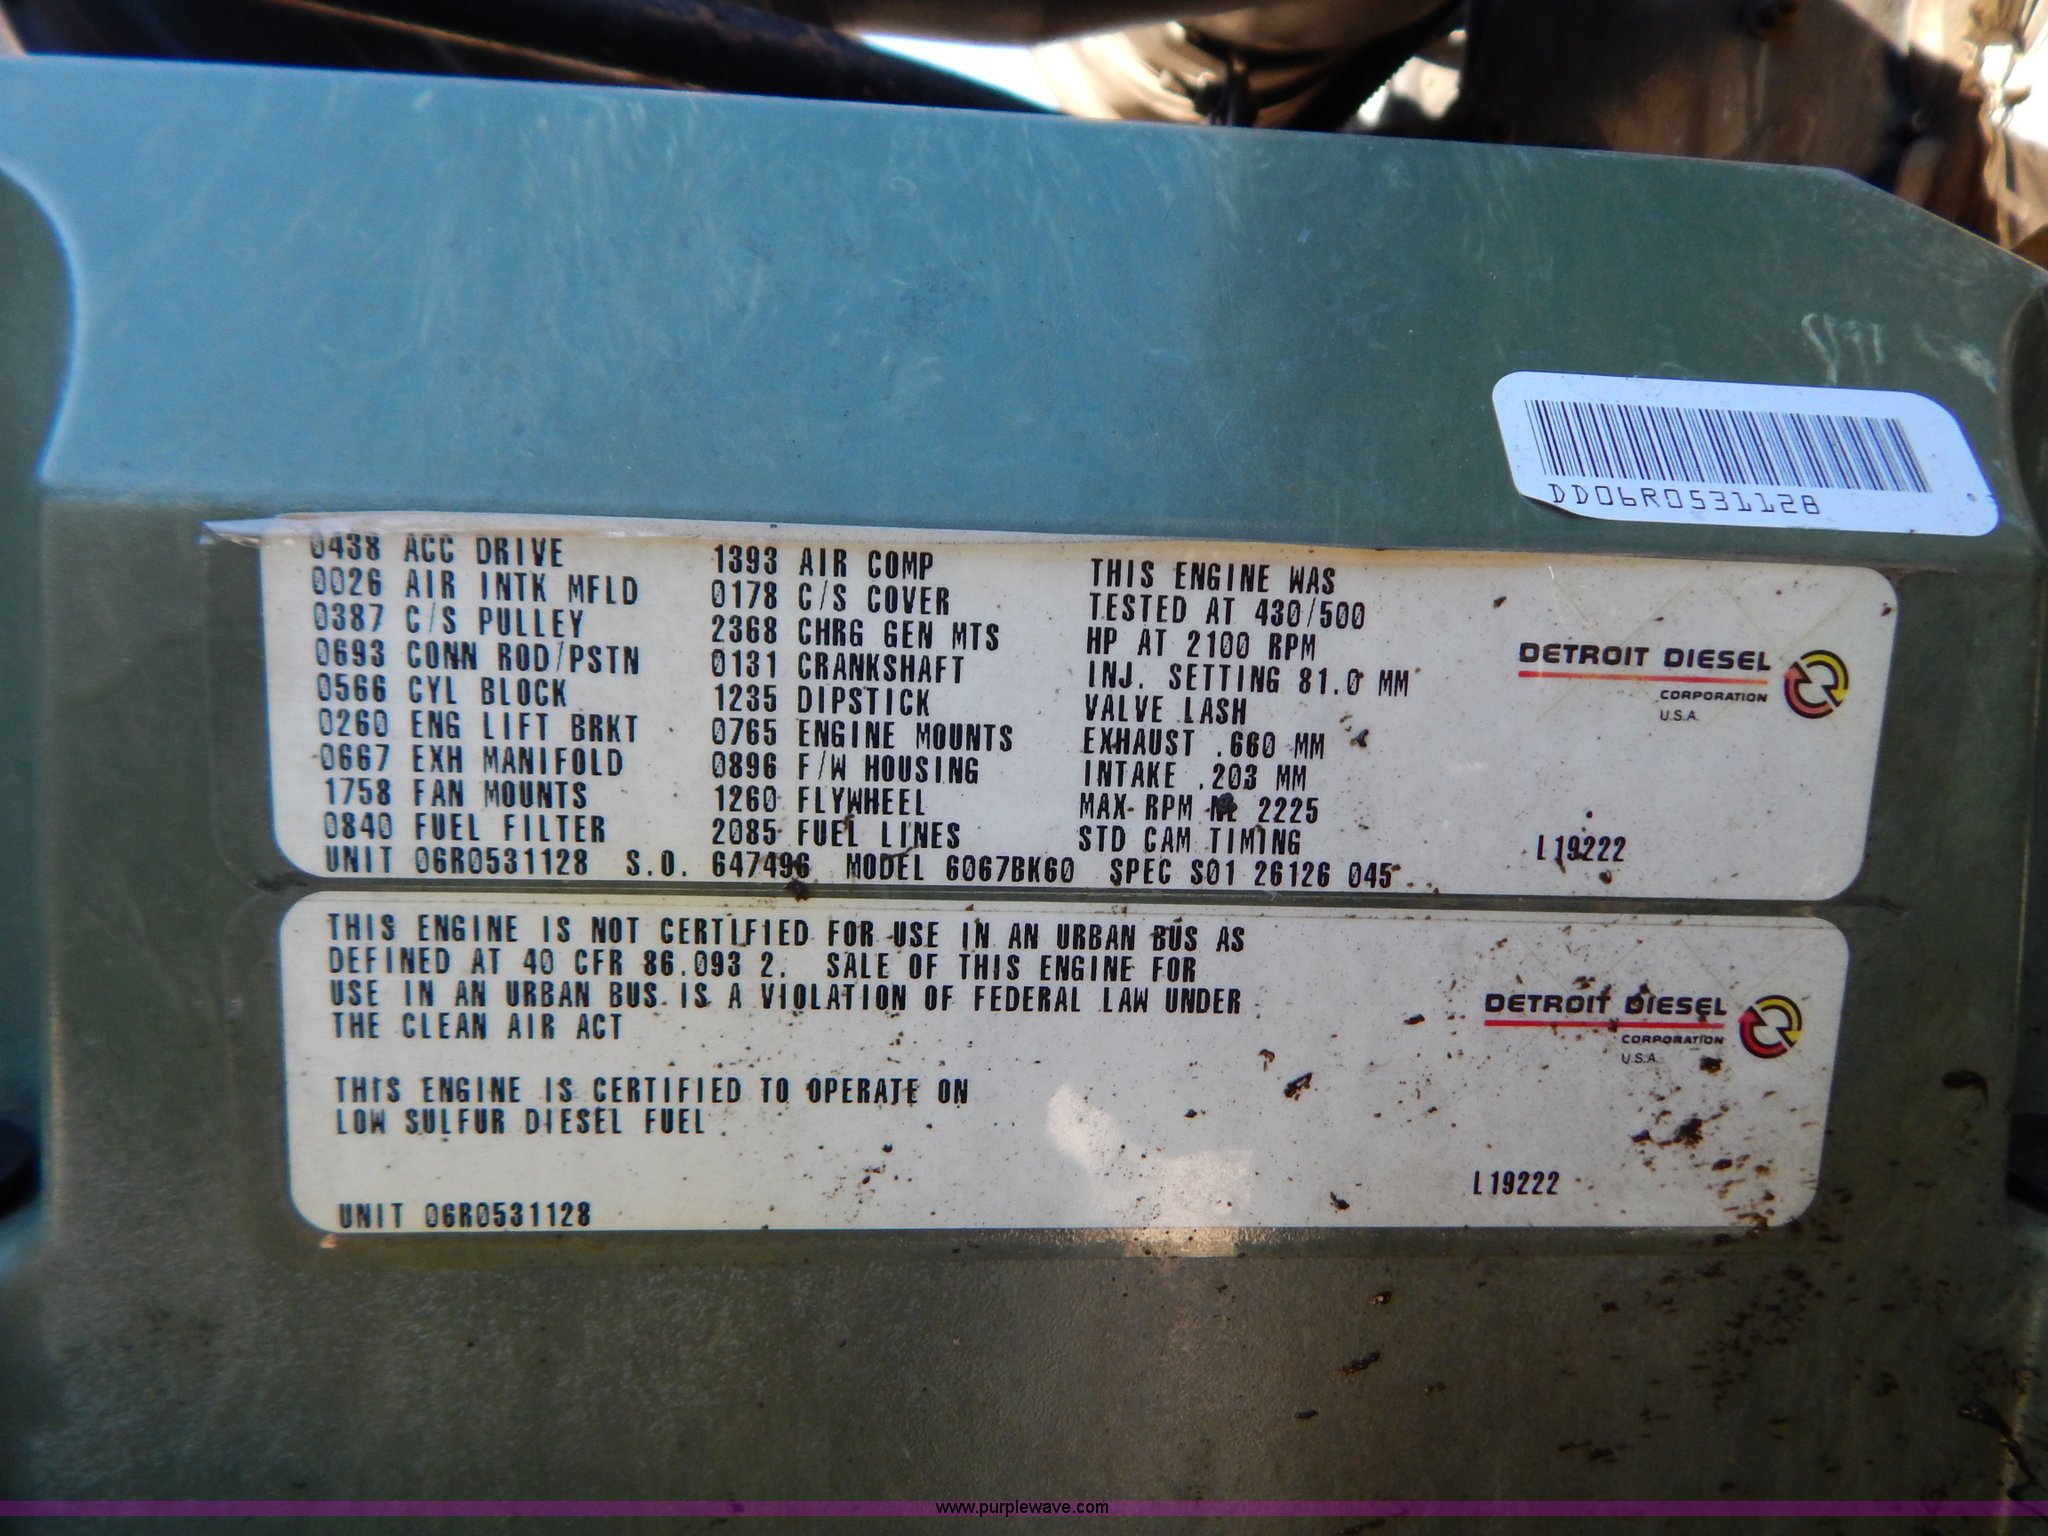 DD06R0531128
0438 ACC DRIVE 1393 AIR COMP THIS ENGINE WAS
0026 AIR INTK MFLD 0178 C/S COVER TESTED AT 430/500
0387 C/S PULLEY 2368 CHRG GEN MTS HP AT 2100 RPM
0693 CONN ROD/PSTN 0131 CRANKSHAFT INJ. SETTING 81.0 MM
0566 CYL BLOCK 1235 DIPSTICK VALVE LASH
0260 ENG LIFT BRKT 0765 ENGINE MOUNTS EXHAUST .660 MM
0667 EXH MANIFOLD 0896 F/W HOUSING INTAKE .203 MM
1758 FAN MOUNTS 1260 FLYWHEEL MAX RPM NL 2225
0840 FUEL FILTER 2085 FUEL LINES STD CAM TIMING
UNIT 06R0531128 S.O. 647496 MODEL 6067BK60 SPEC S01 26126 045
DETROIT DIESEL
CORPORATION
U.S.A.
L19222
THIS ENGINE IS NOT CERTIFIED FOR USE IN AN URBAN BUS AS
DEFINED AT 40 CFR 86.093 2. SALE OF THIS ENGINE FOR
USE IN AN URBAN BUS IS A VIOLATION OF FEDERAL LAW UNDER
THE CLEAN AIR ACT
THIS ENGINE IS CERTIFIED TO OPERATE ON
LOW SULFUR DIESEL FUEL
UNIT 06R0531128
DETROIT DIESEL
CORPORATION
U.S.A.
L19222
www.purplewave.com